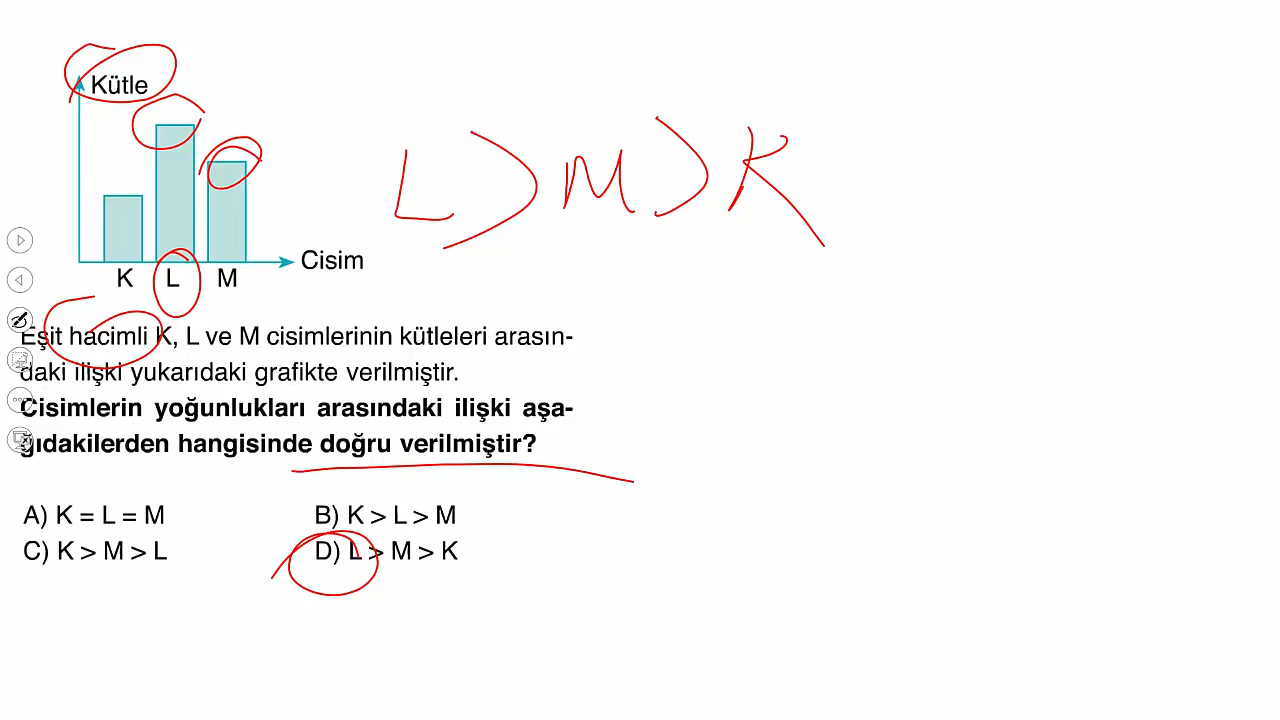 Kütle
L > M > K
Cisim
K L M
Eşit hacimli K, L ve M cisimlerinin kütleleri arasın-
daki ilişki yukarıdaki grafikte verilmiştir.
Cisimlerin yoğunlukları arasındaki ilişki aşa-
ğıdakilerden hangisinde doğru verilmiştir?
A) K = L = M B) K > L > M
C) K > M > L D) L > M > K